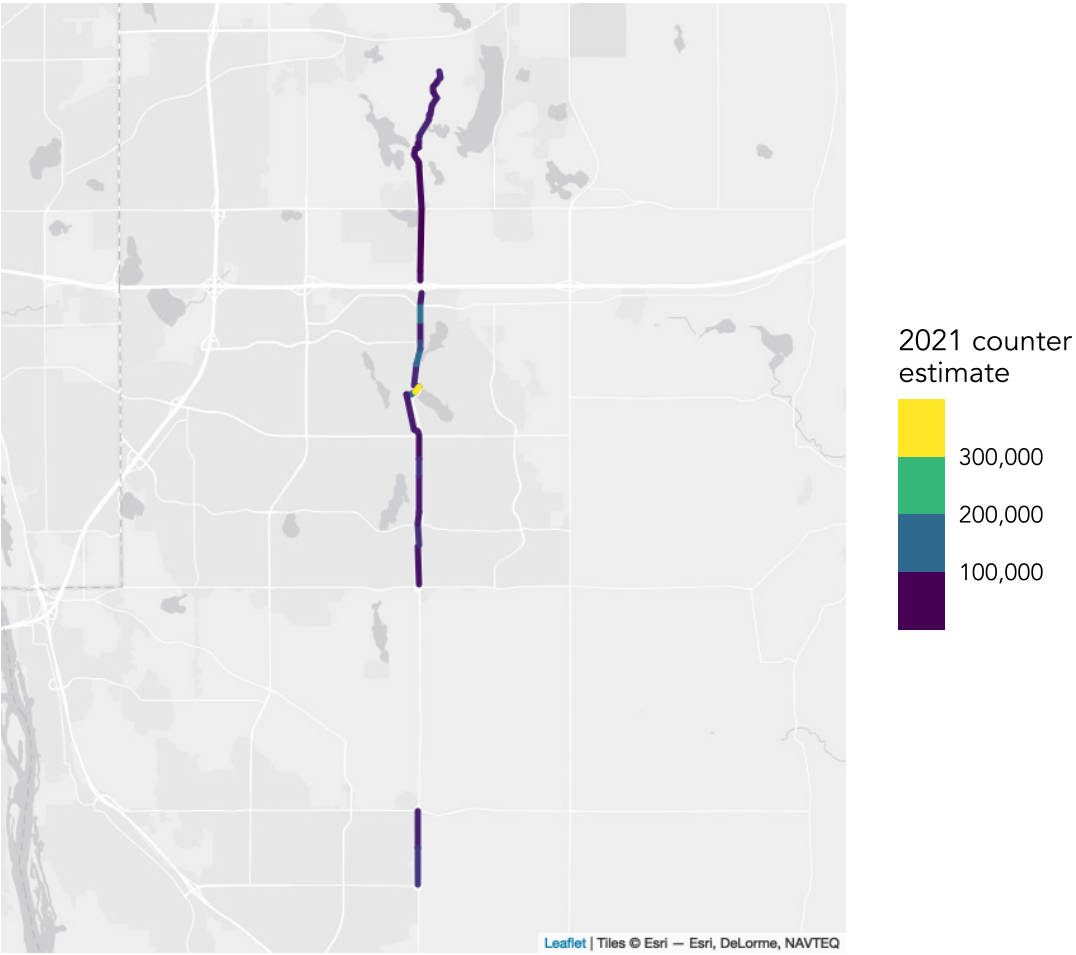 2021 counter
estimate
300,000
200,000
100,000
Leaflet | Tiles © Esri — Esri, DeLorme, NAVTEQ